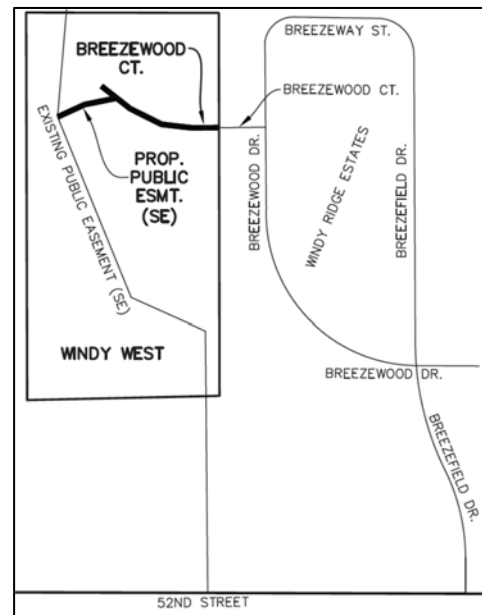 BREEZEWAY ST.
BREEZEWOOD
CT.
BREEZEWOOD CT.
PROP.
PUBLIC
ESMT.
(SE)
EXISTING PUBLIC EASEMENT (SE)
BREEZEWOOD DR.
WINDY RIDGE ESTATES
BREEZEFIELD DR.
WINDY WEST
BREEZEWOOD DR.
BREEZEFIELD DR.
52ND STREET